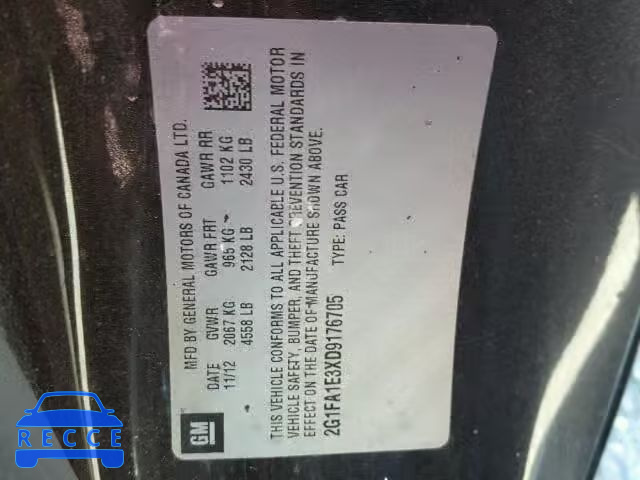 MFD BY GENERAL MOTORS OF CANADA LTD.
DATE GVWR GAWR FRT GAWR RR
11/12 2067 KG 965 KG 1102 KG
4558 LB 2128 LB 2430 LB
THIS VEHICLE CONFORMS TO ALL APPLICABLE U.S. FEDERAL MOTOR
VEHICLE SAFETY, BUMPER, AND THEFT PREVENTION STANDARDS IN
EFFECT ON THE DATE OF MANUFACTURE SHOWN ABOVE.
2G1FA1E3XD9176705 TYPE: PASS CAR
GM
RECCE